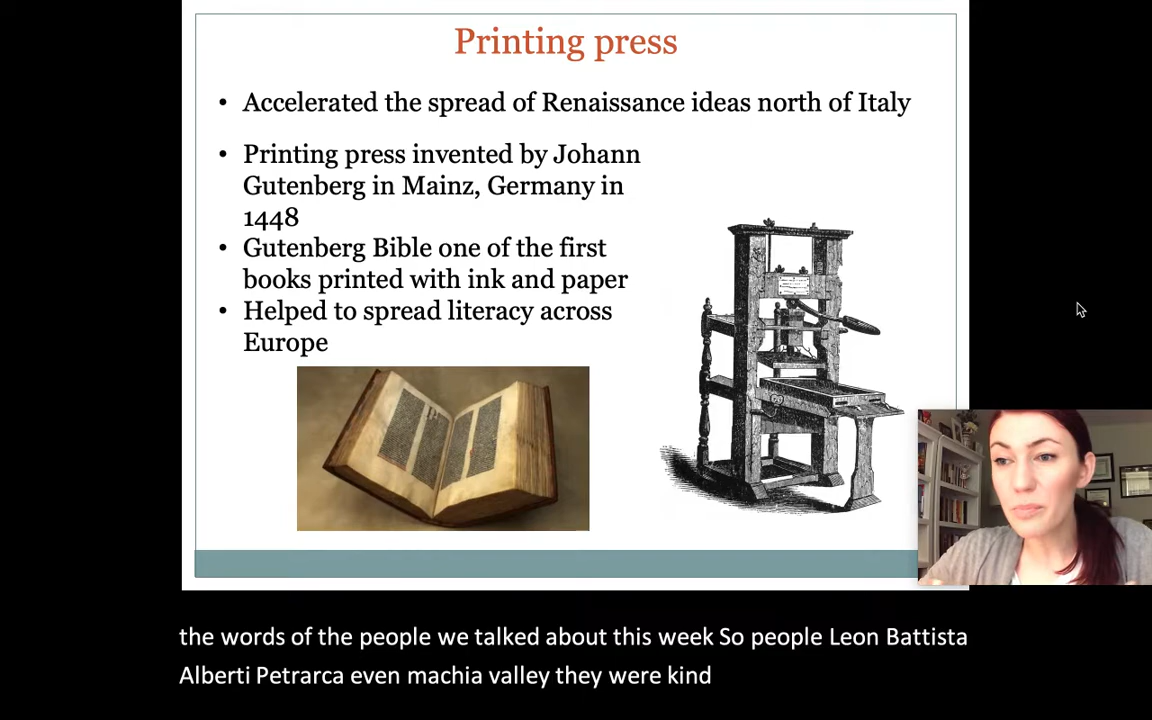 Printing press
• Accelerated the spread of Renaissance ideas north of Italy
• Printing press invented by Johann
Gutenberg in Mainz, Germany in
1448
• Gutenberg Bible one of the first
books printed with ink and paper
• Helped to spread literacy across
Europe
the words of the people we talked about this week So people Leon Battista
Alberti Petrarca even machia valley they were kind